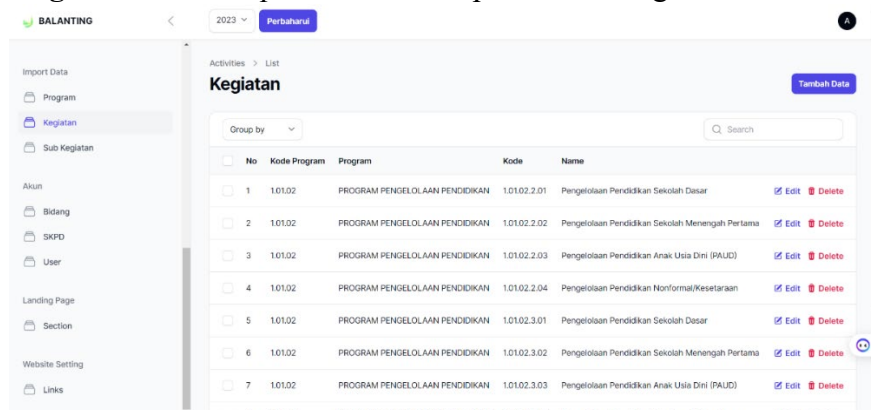 BALANTING
2023 Perbaharui A
Import Data
Program
Kegiatan
Sub Kegiatan
Akun
Bidang
SKPD
User
Landing Page
Section
Website Setting
Links
Activities > List
Kegiatan
Tambah Data
Group by Search
No Kode Program Program Kode Name
1 1.01.02 PROGRAM PENGELOLAAN PENDIDIKAN 1.01.02.2.01 Pengelolaan Pendidikan Sekolah Dasar Edit Delete
2 1.01.02 PROGRAM PENGELOLAAN PENDIDIKAN 1.01.02.2.02 Pengelolaan Pendidikan Sekolah Menengah Pertama Edit Delete
3 1.01.02 PROGRAM PENGELOLAAN PENDIDIKAN 1.01.02.2.03 Pengelolaan Pendidikan Anak Usia Dini (PAUD) Edit Delete
4 1.01.02 PROGRAM PENGELOLAAN PENDIDIKAN 1.01.02.2.04 Pengelolaan Pendidikan Nonformal/Kesetaraan Edit Delete
5 1.01.02 PROGRAM PENGELOLAAN PENDIDIKAN 1.01.02.3.01 Pengelolaan Pendidikan Sekolah Dasar Edit Delete
6 1.01.02 PROGRAM PENGELOLAAN PENDIDIKAN 1.01.02.3.02 Pengelolaan Pendidikan Sekolah Menengah Pertama Edit Delete
7 1.01.02 PROGRAM PENGELOLAAN PENDIDIKAN 1.01.02.3.03 Pengelolaan Pendidikan Anak Usia Dini (PAUD) Edit Delete